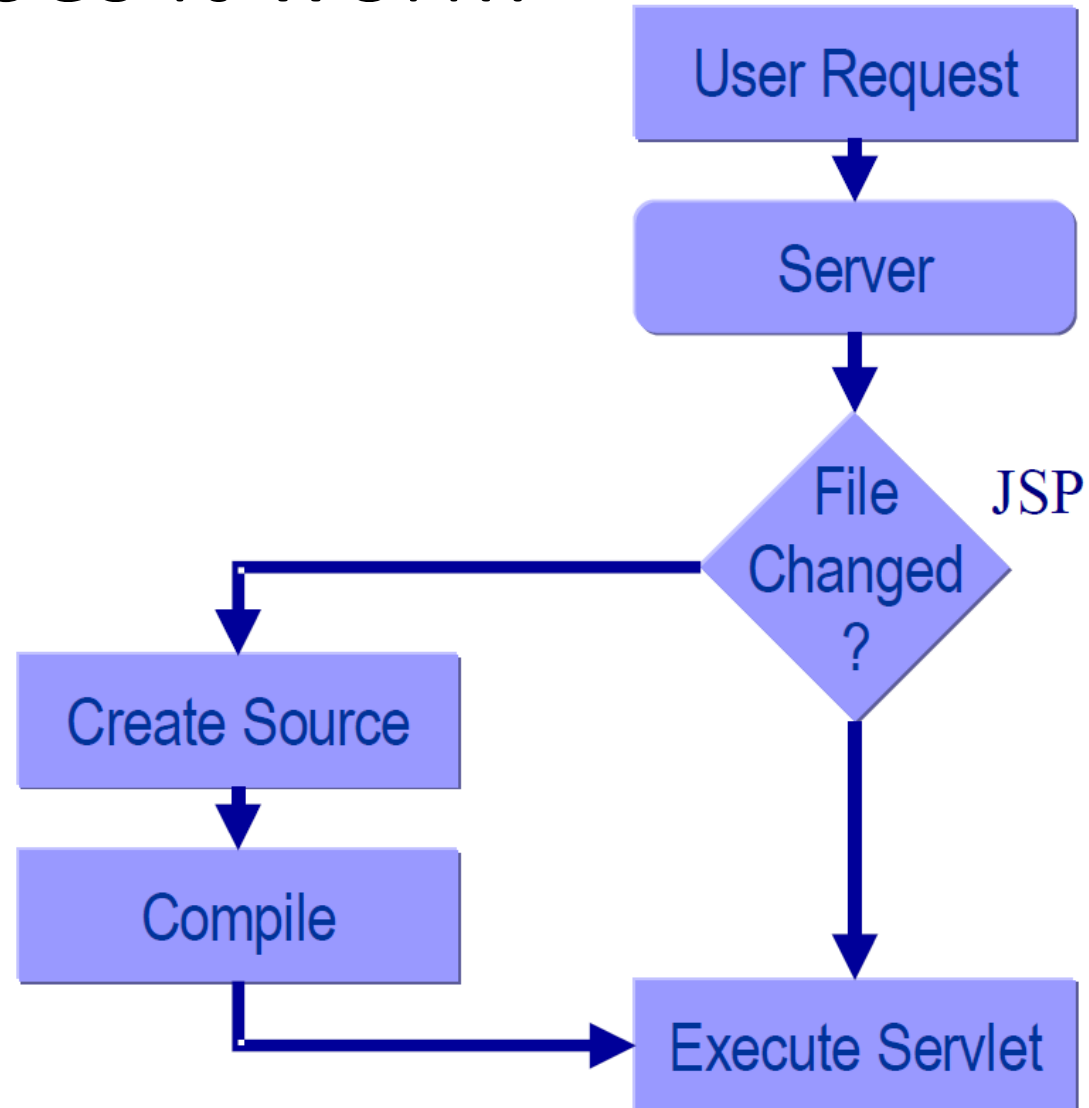 User Request
Server
File
Changed
?
JSP
Create Source
Compile
Execute Servlet